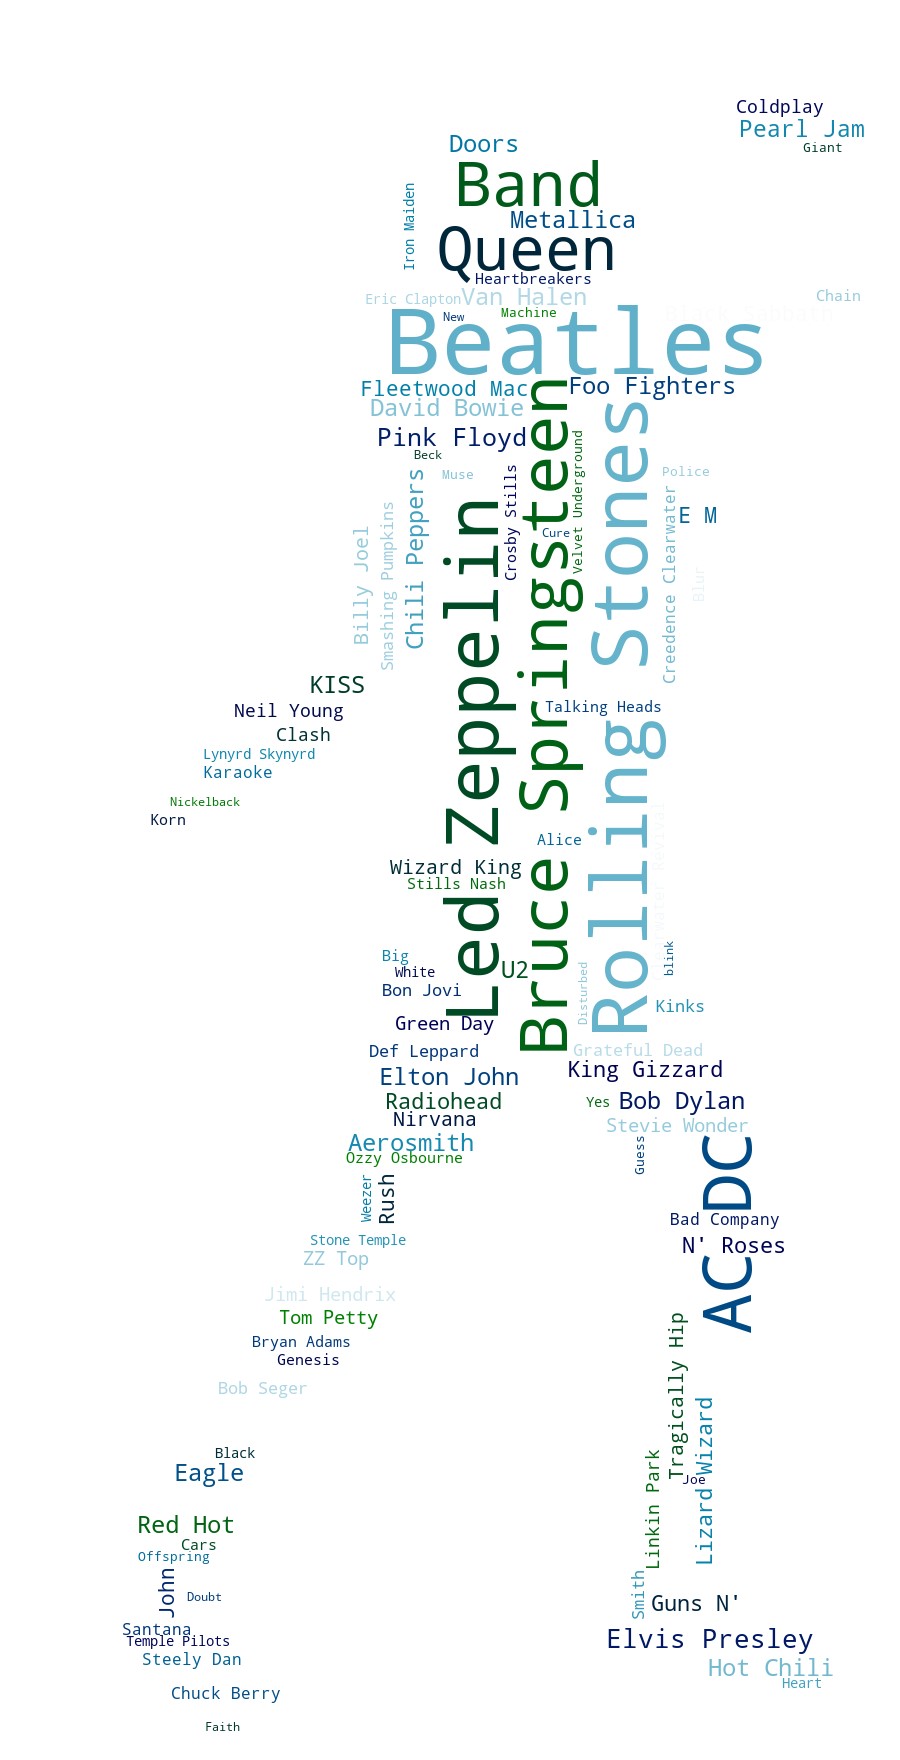 Coldplay
Pearl Jam
Doors
Giant
Band
Iron Maiden
Metallica
Queen
Heartbreakers
Eric Clapton
Van Halen
Chain
New
Machine
Beatles
Fleetwood Mac
Foo Fighters
David Bowie
Pink Floyd
Beck
Muse
Police
Velvet Underground
Crosby Stills
Chili Peppers
Smashing Pumpkins
Billy Joel
Cure
E M
Creedence Clearwater
Blur
Led Zeppelin
Bruce Springsteen
Rolling Stones
KISS
Neil Young
Talking Heads
Clash
Lynyrd Skynyrd
Karaoke
Nickelback
Korn
Alice
Wizard King
Stills Nash
Big
White
U2
blink
Bon Jovi
Disturbed
Kinks
Green Day
Def Leppard
Grateful Dead
King Gizzard
Elton John
Radiohead
Yes
Bob Dylan
Nirvana
Stevie Wonder
Aerosmith
Ozzy Osbourne
Guess
AC DC
Weezer
Rush
Bad Company
Stone Temple
N' Roses
ZZ Top
Jimi Hendrix
Tom Petty
Bryan Adams
Genesis
Bob Seger
Tragically Hip
Lizard Wizard
Linkin Park
Black
Eagle
Joe
Red Hot
Cars
Offspring
John
Doubt
Smith
Guns N'
Santana
Temple Pilots
Elvis Presley
Steely Dan
Hot Chili
Heart
Chuck Berry
Faith